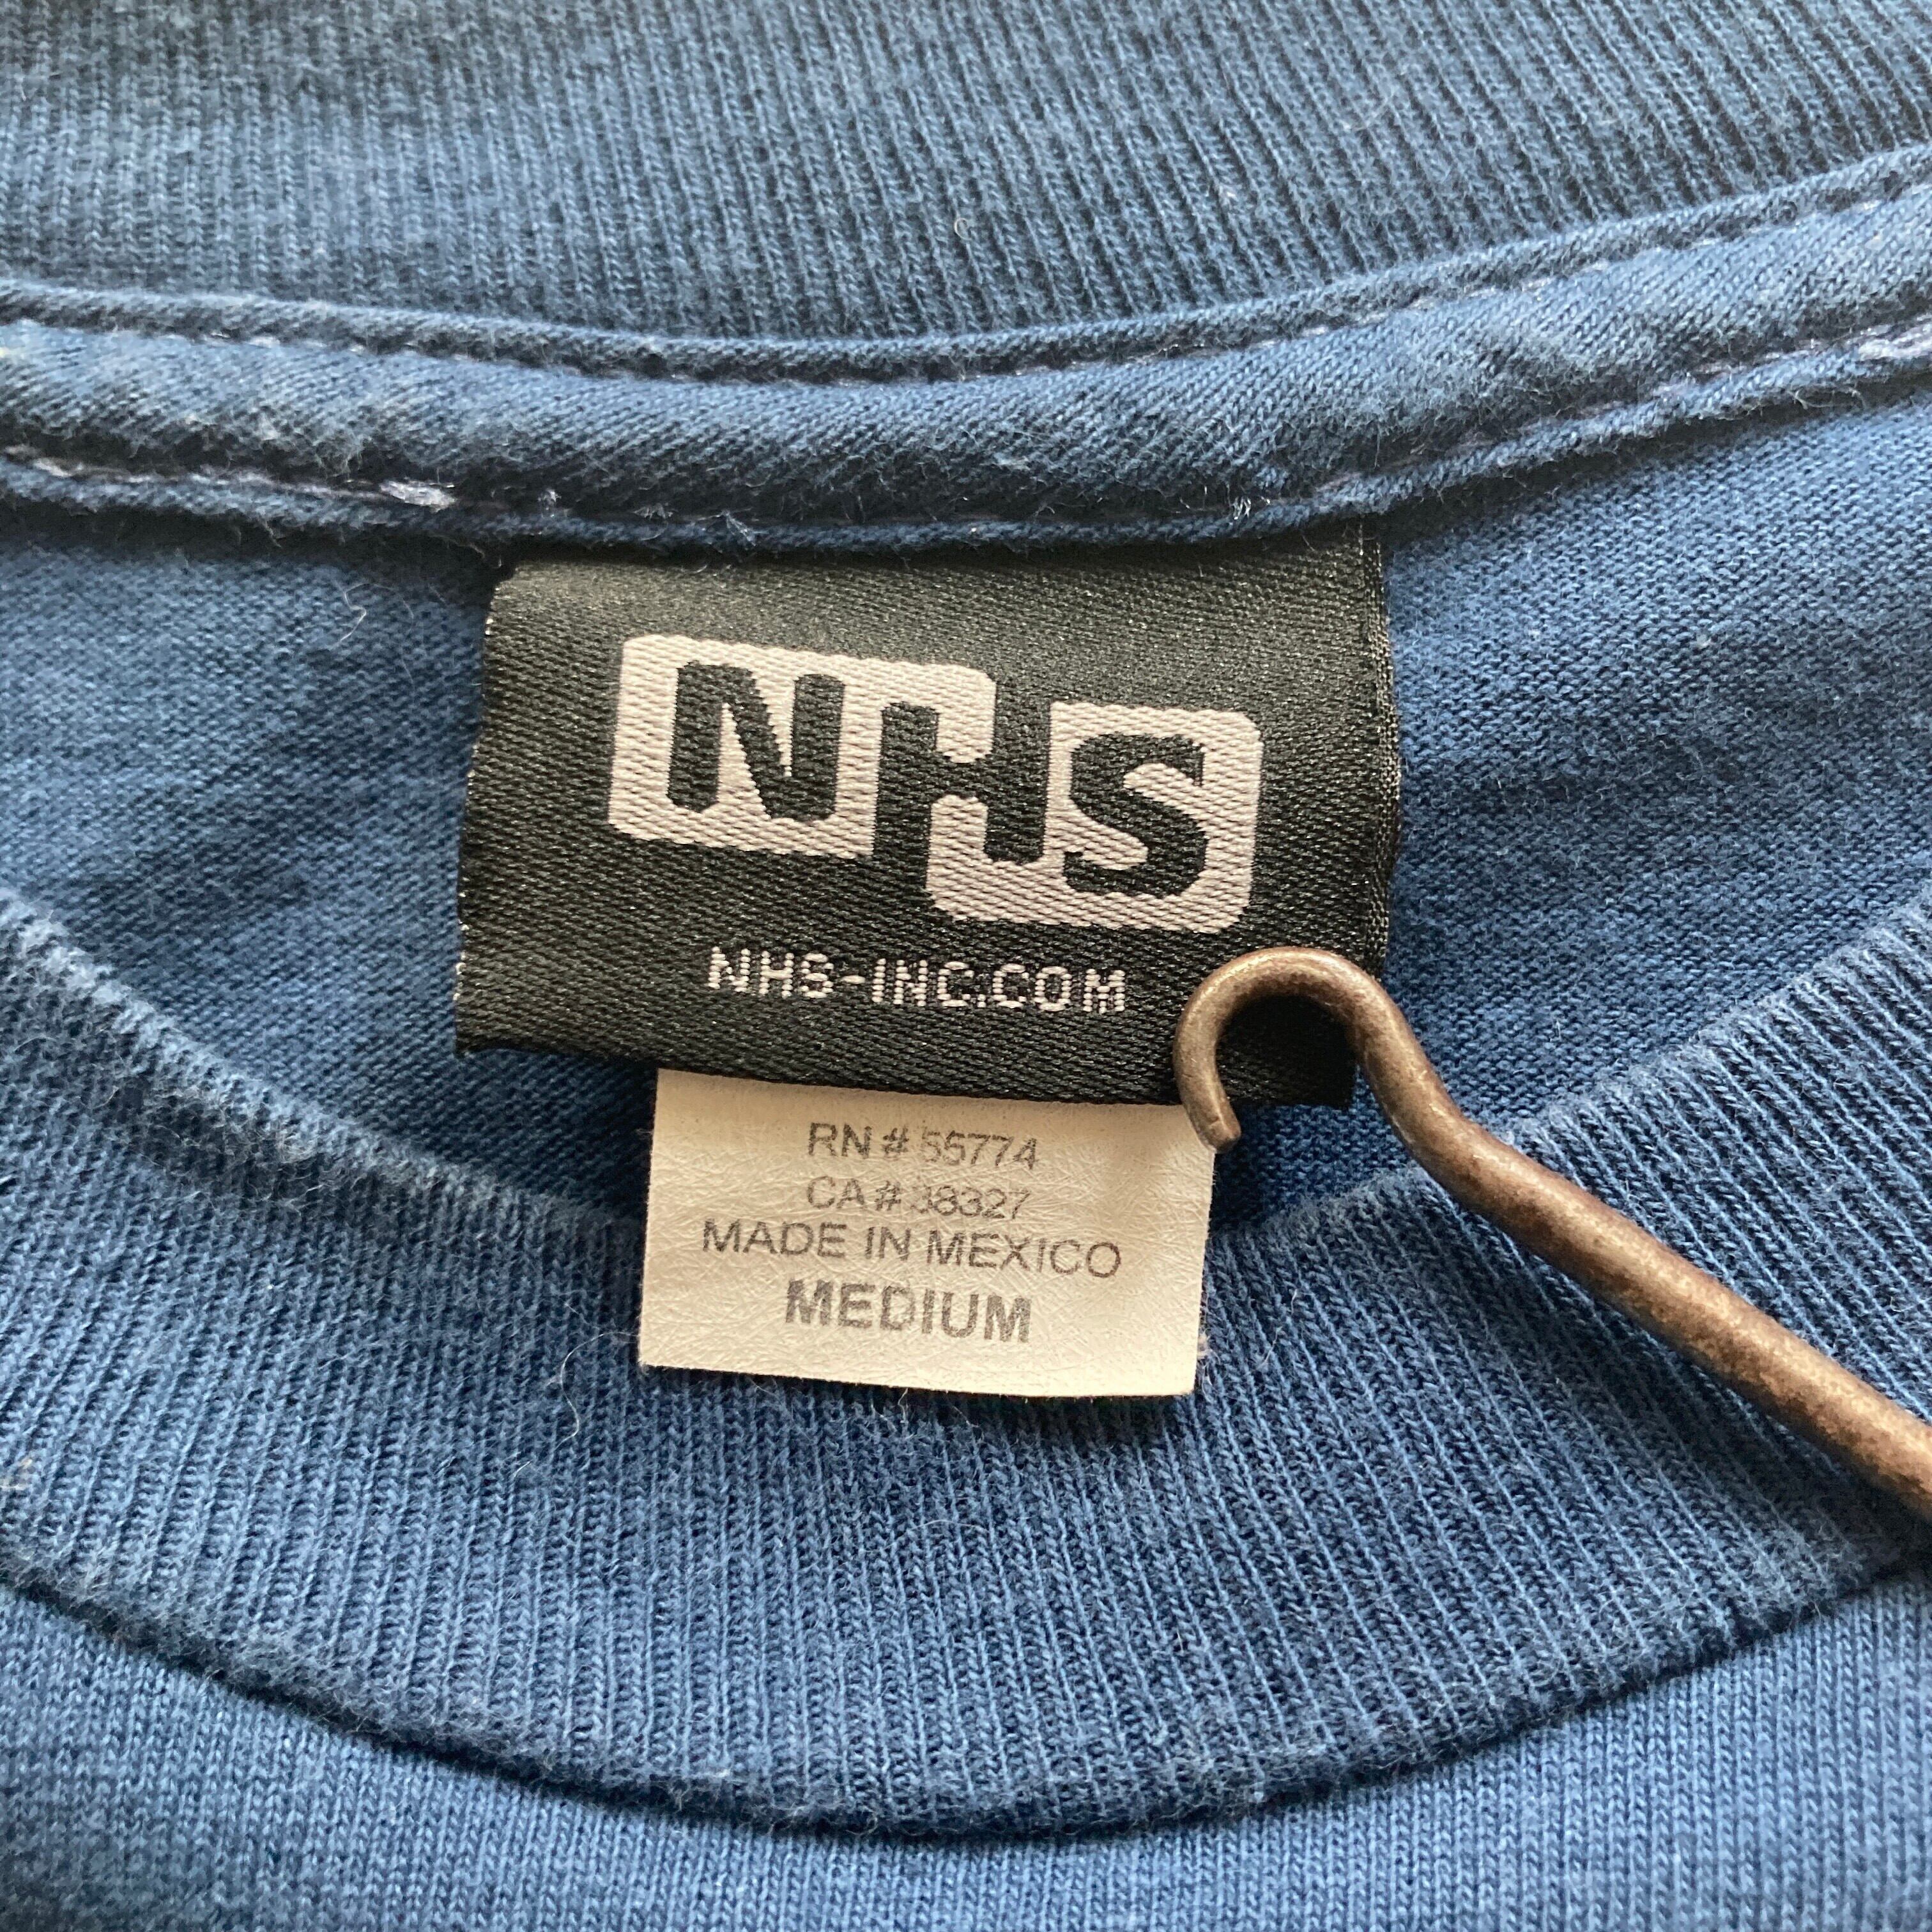 NHS
NHS-INC.COM
RN # 55774
CA # 38327
MADE IN MEXICO
MEDIUM